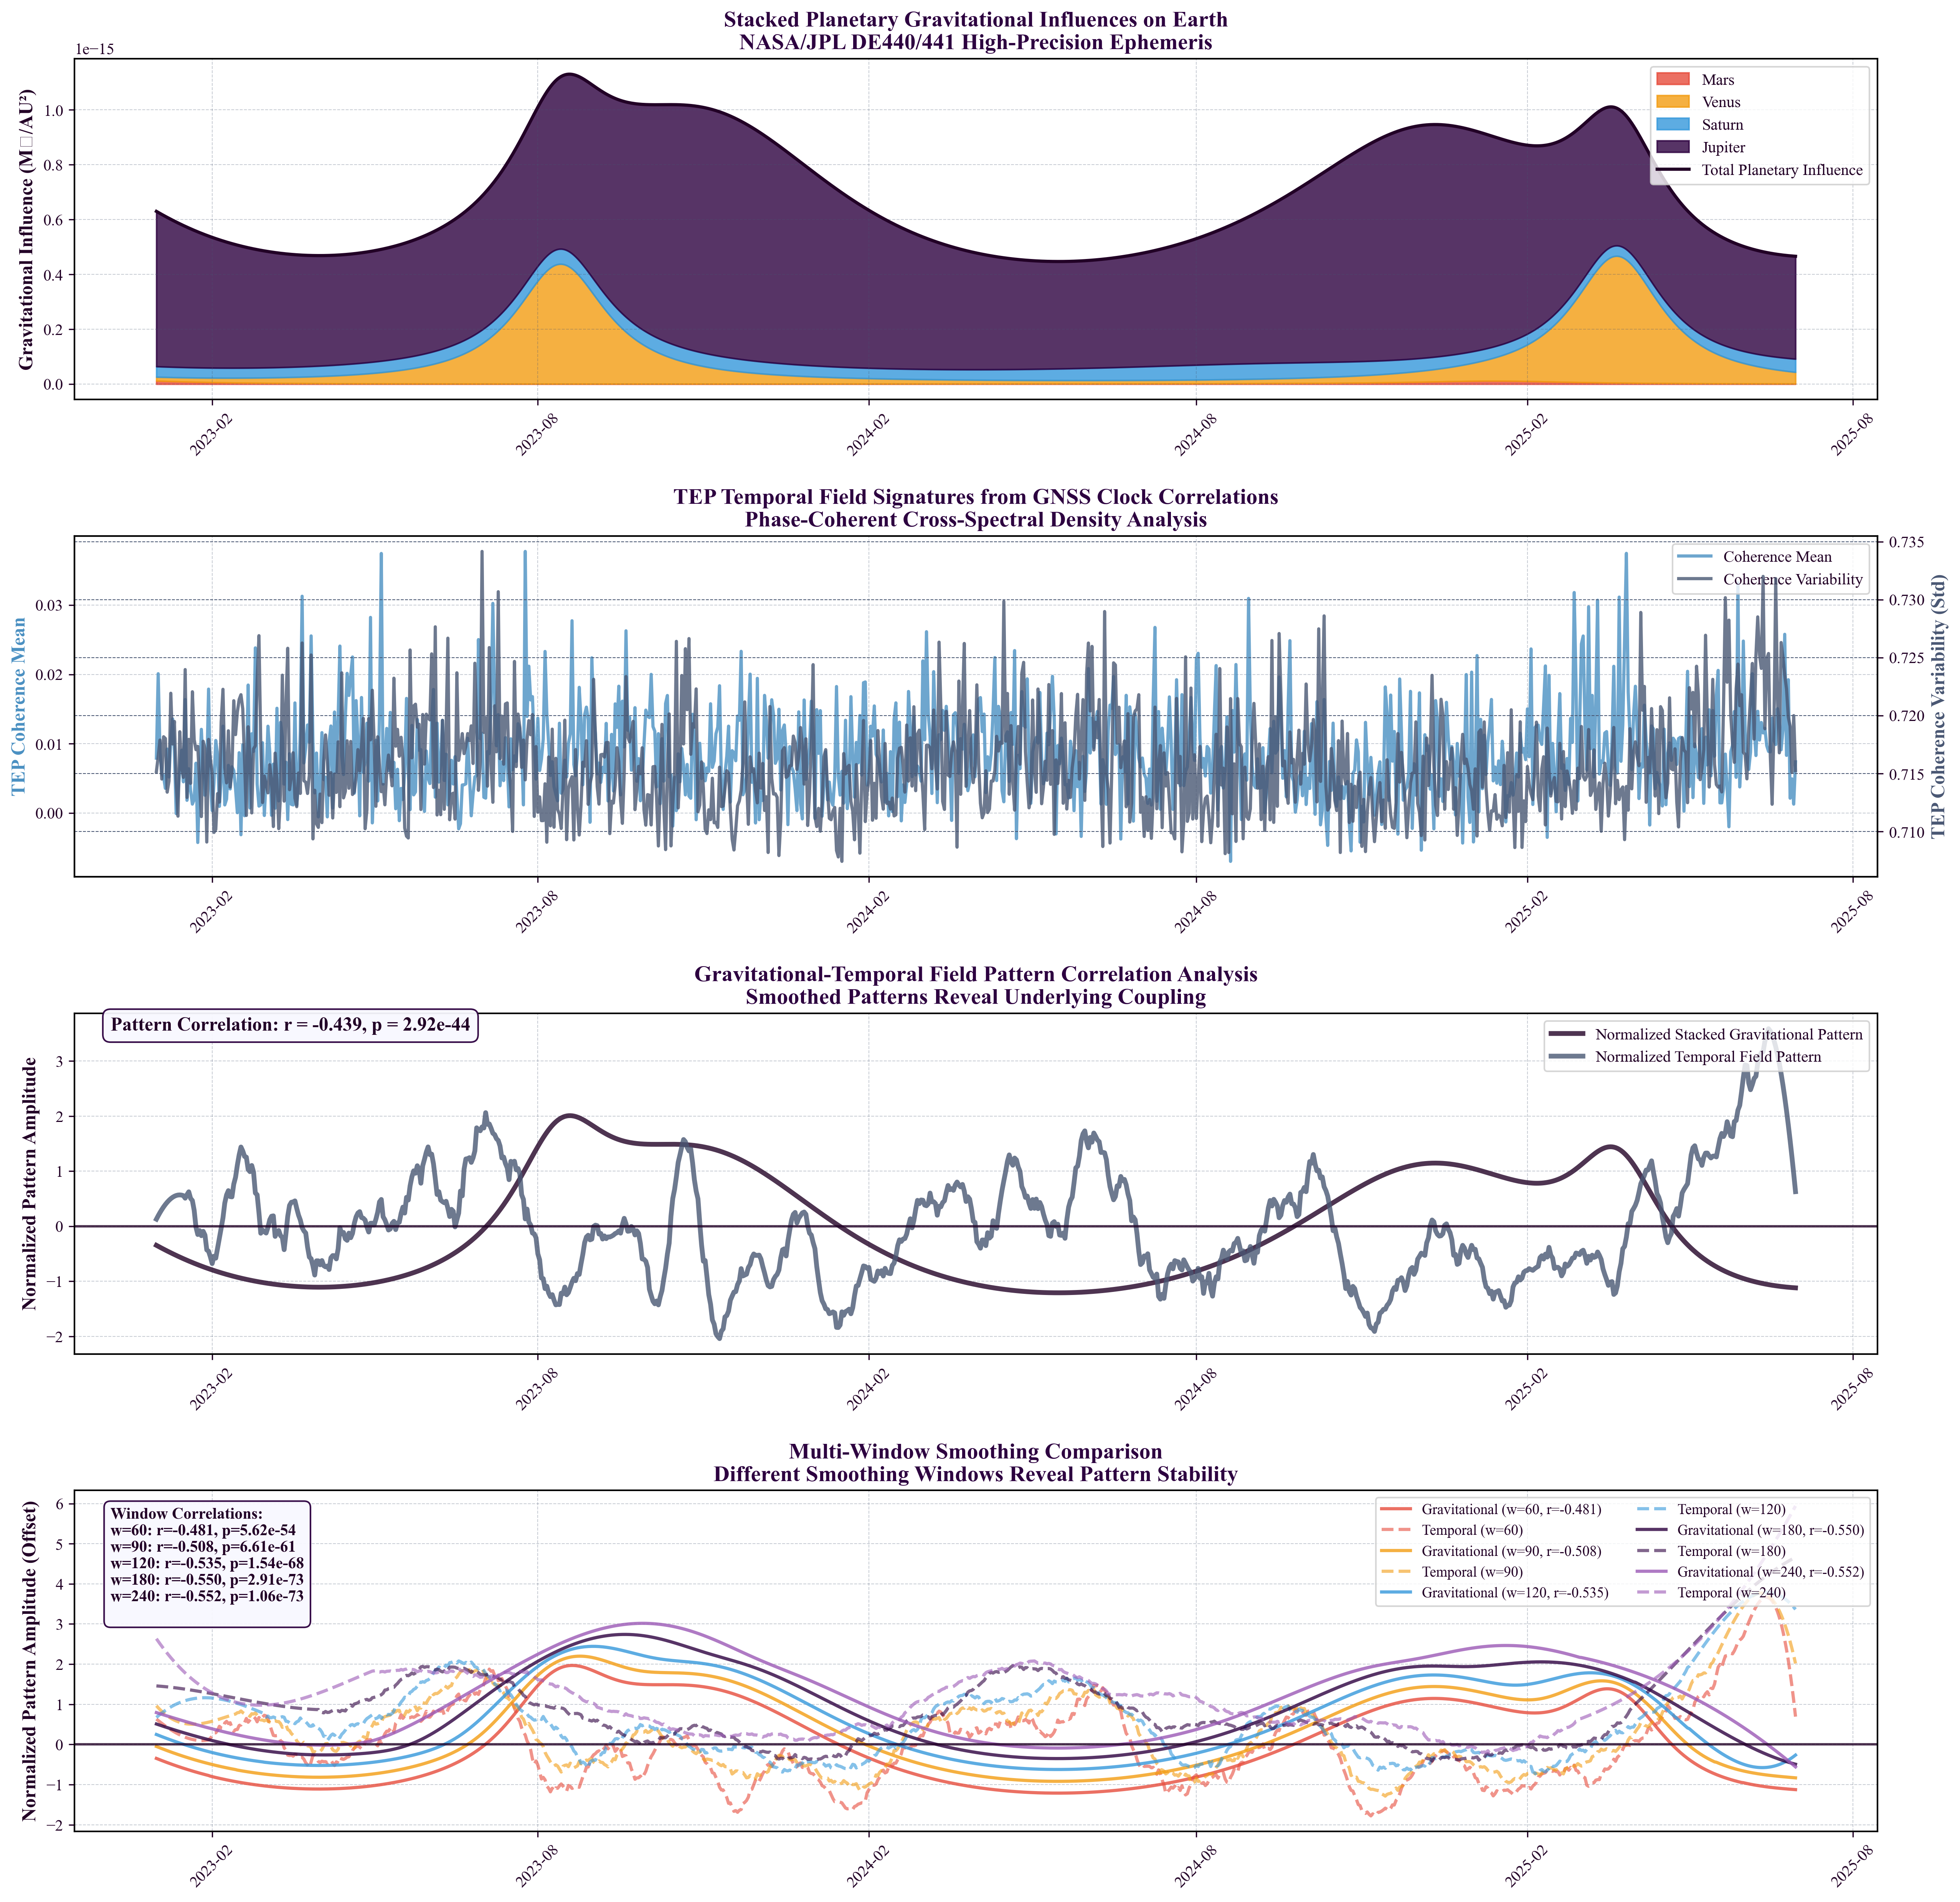 Stacked Planetary Gravitational Influences on Earth
NASA/JPL DE440/441 High-Precision Ephemeris
1e−15
Gravitational Influence (M□/AU²)
1.0
0.8
0.6
0.4
0.2
0.0
Mars
Venus
Saturn
Jupiter
Total Planetary Influence
2023-02
2023-08
2024-02
2024-08
2025-02
2025-08
TEP Temporal Field Signatures from GNSS Clock Correlations
Phase-Coherent Cross-Spectral Density Analysis
TEP Coherence Mean
0.03
0.02
0.01
0.00
Coherence Mean
Coherence Variability
0.735
0.730
0.725
0.720
0.715
0.710
TEP Coherence Variability (Std)
2023-02
2023-08
2024-02
2024-08
2025-02
2025-08
Gravitational-Temporal Field Pattern Correlation Analysis
Smoothed Patterns Reveal Underlying Coupling
Pattern Correlation: r = -0.439, p = 2.92e-44
Normalized Pattern Amplitude
3
2
1
0
−1
−2
Normalized Stacked Gravitational Pattern
Normalized Temporal Field Pattern
2023-02
2023-08
2024-02
2024-08
2025-02
2025-08
Multi-Window Smoothing Comparison
Different Smoothing Windows Reveal Pattern Stability
Normalized Pattern Amplitude (Offset)
6
5
4
3
2
1
0
−1
−2
Window Correlations:
w=60: r=-0.481, p=5.62e-54
w=90: r=-0.508, p=6.61e-61
w=120: r=-0.535, p=1.54e-68
w=180: r=-0.550, p=2.91e-73
w=240: r=-0.552, p=1.06e-73
Gravitational (w=60, r=-0.481)
Temporal (w=60)
Gravitational (w=90, r=-0.508)
Temporal (w=90)
Gravitational (w=120, r=-0.535)
Temporal (w=120)
Gravitational (w=180, r=-0.550)
Temporal (w=180)
Gravitational (w=240, r=-0.552)
Temporal (w=240)
2023-02
2023-08
2024-02
2024-08
2025-02
2025-08